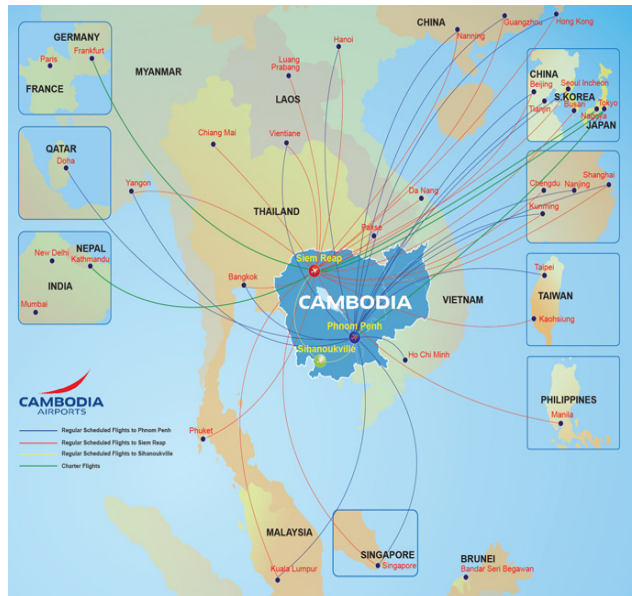 GERMANY
Paris
Frankfurt
FRANCE
QATAR
Doha
NEPAL
New Delhi
Kathmandu
INDIA
Mumbai
MYANMAR
Hanoi
Luang
Prabang
LAOS
Chiang Mai
Vientiane
Yangon
THAILAND
Bangkok
Da Nang
Pakse
CHINA
Nanning
Guangzhou
Hong Kong
CHINA
Beijing
Seoul Incheon
S.KOREA
Tianjin
Busan
Tokyo
Nagoya
JAPAN
Chengdu
Nanjing
Shanghai
Kunming
Taipei
TAIWAN
Kaohsiung
PHILIPPINES
Manila
Siem Reap
CAMBODIA
Phnom Penh
Sihanoukville
VIETNAM
Ho Chi Minh
CAMBODIA
AIRPORTS
Regular Scheduled Flights to Phnom Penh
Regular Scheduled Flights to Siem Reap
Regular Scheduled Flights to Sihanoukville
Charter Flights
Phuket
MALAYSIA
Kuala Lumpur
SINGAPORE
Singapore
BRUNEI
Bandar Seri Begawan